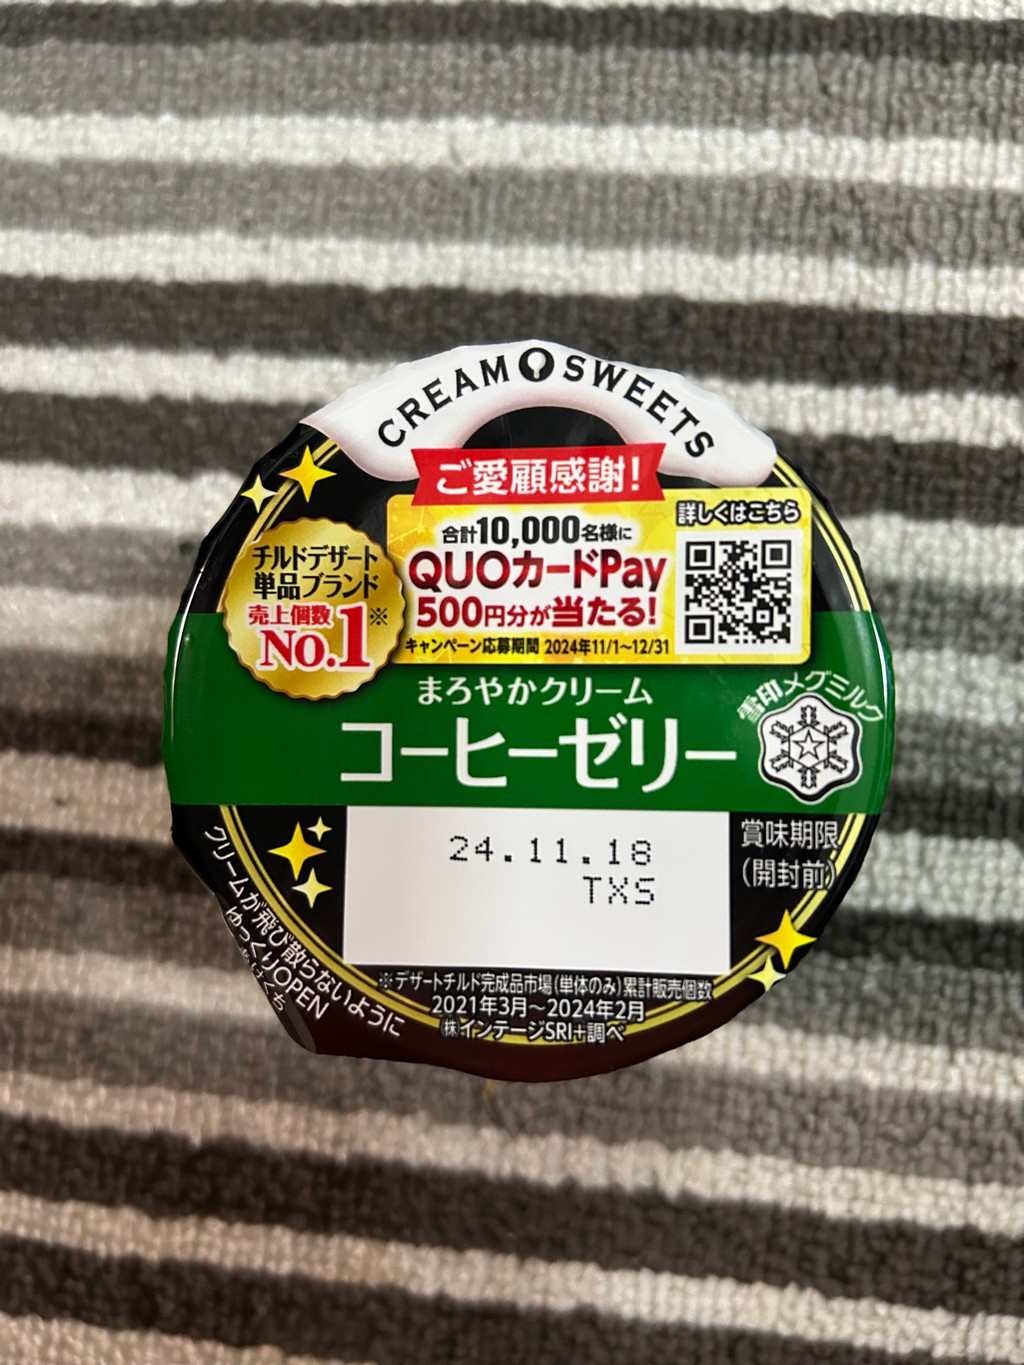 CREAM SWEETS
ご愛顧感謝!
合計10,000名様に
QUOカードPay
500円分が当たる!
キャンペーン応募期間 2024年11/1～12/31
詳しくはこちら
チルドデザート
単品ブランド
売上個数
No.1※
まろやかクリーム
コーヒーゼリー
雪印メグミルク
24.11.18
TXS
賞味期限
(開封前)
クリームが飛び散らないように
ゆっくりOPEN
あけくち
※デザートチルド完成品市場(単体のみ)累計販売個数
2021年3月～2024年2月
㈱インテージSRI+調べ